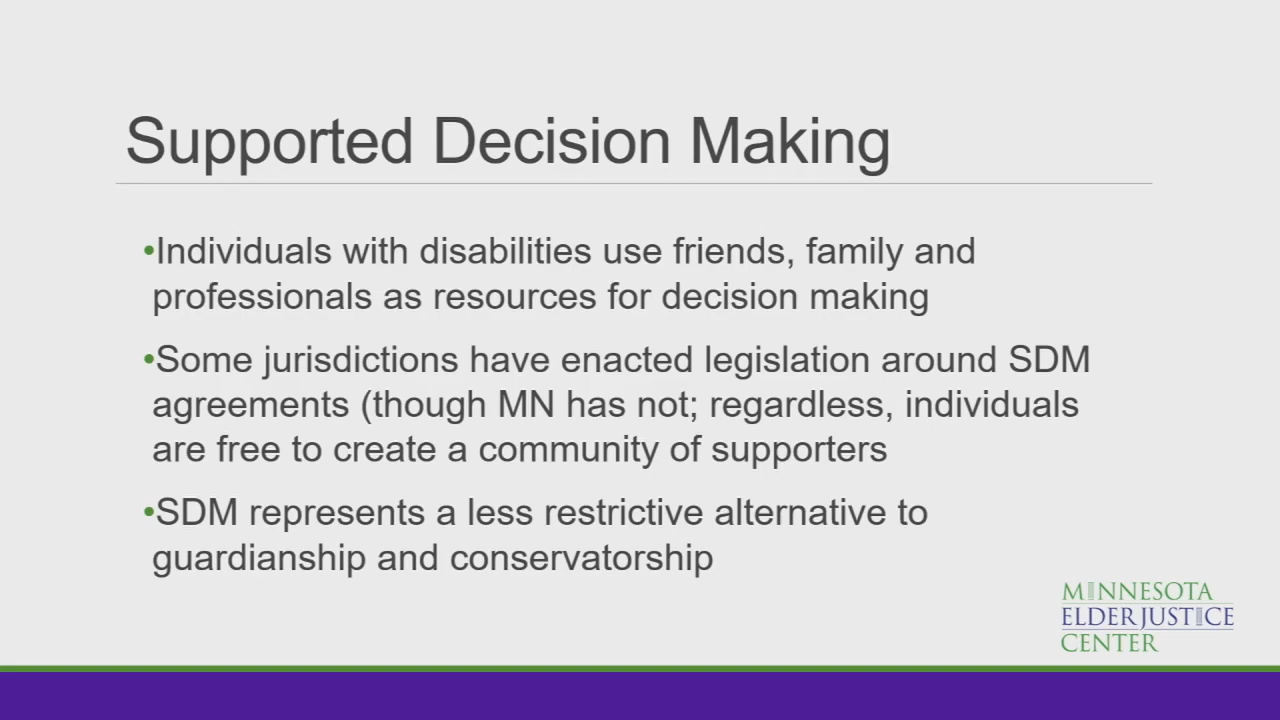 Supported Decision Making
•Individuals with disabilities use friends, family and
professionals as resources for decision making
•Some jurisdictions have enacted legislation around SDM
agreements (though MN has not; regardless, individuals
are free to create a community of supporters
•SDM represents a less restrictive alternative to
guardianship and conservatorship
MINNESOTA
ELDER JUSTICE
CENTER